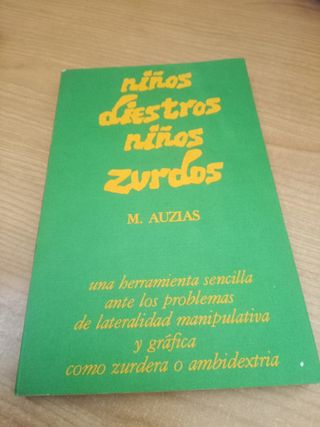 niños
diestros
niños
zurdos
M. AUZIAS
una herramienta sencilla
ante los problemas
de lateralidad manipulativa
y gráfica
como zurdera o ambidextria